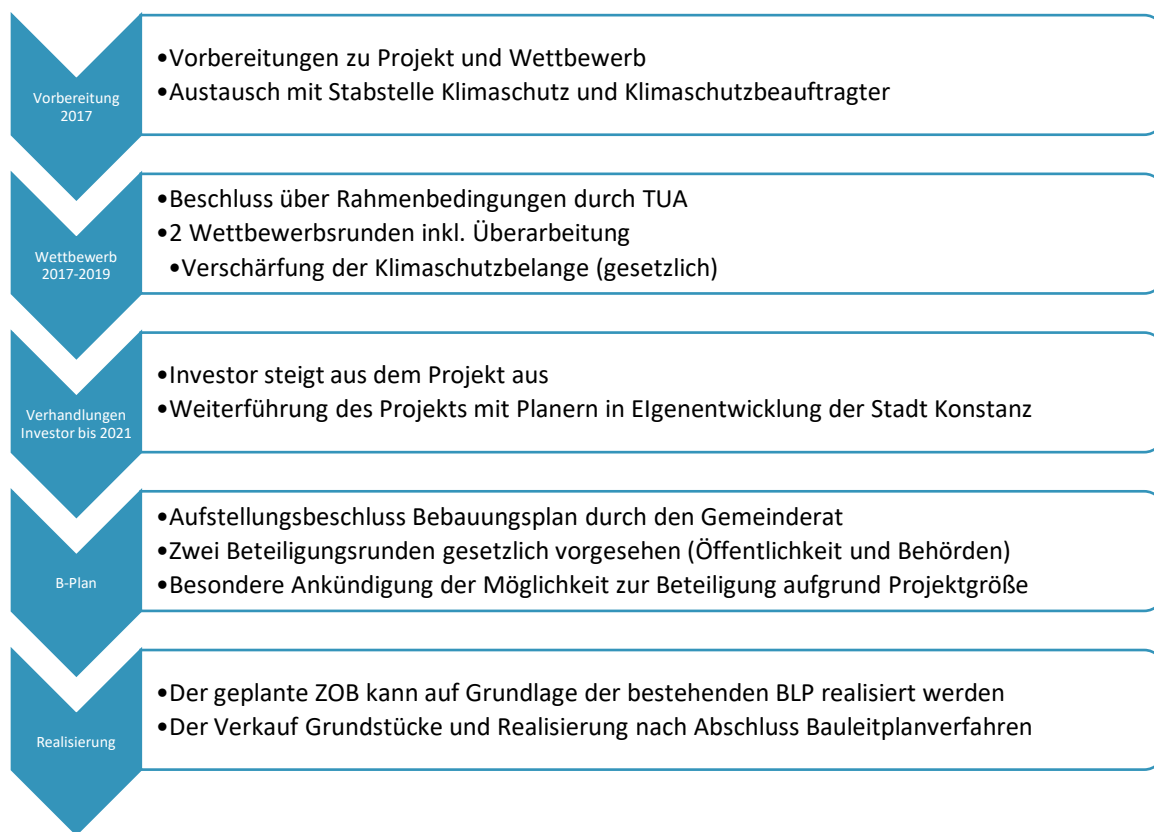 Vorbereitung
2017
•Vorbereitungen zu Projekt und Wettbewerb
•Austausch mit Stabstelle Klimaschutz und Klimaschutzbeauftragter
Wettbewerb
2017-2019
•Beschluss über Rahmenbedingungen durch TUA
•2 Wettbewerbsrunden inkl. Überarbeitung
•Verschärfung der Klimaschutzbelange (gesetzlich)
Verhandlungen
Investor bis 2021
•Investor steigt aus dem Projekt aus
•Weiterführung des Projekts mit Planern in EIgenentwicklung der Stadt Konstanz
B-Plan
•Aufstellungsbeschluss Bebauungsplan durch den Gemeinderat
•Zwei Beteiligungsrunden gesetzlich vorgesehen (Öffentlichkeit und Behörden)
•Besondere Ankündigung der Möglichkeit zur Beteiligung aufgrund Projektgröße
Realisierung
•Der geplante ZOB kann auf Grundlage der bestehenden BLP realisiert werden
•Der Verkauf Grundstücke und Realisierung nach Abschluss Bauleitplanverfahren